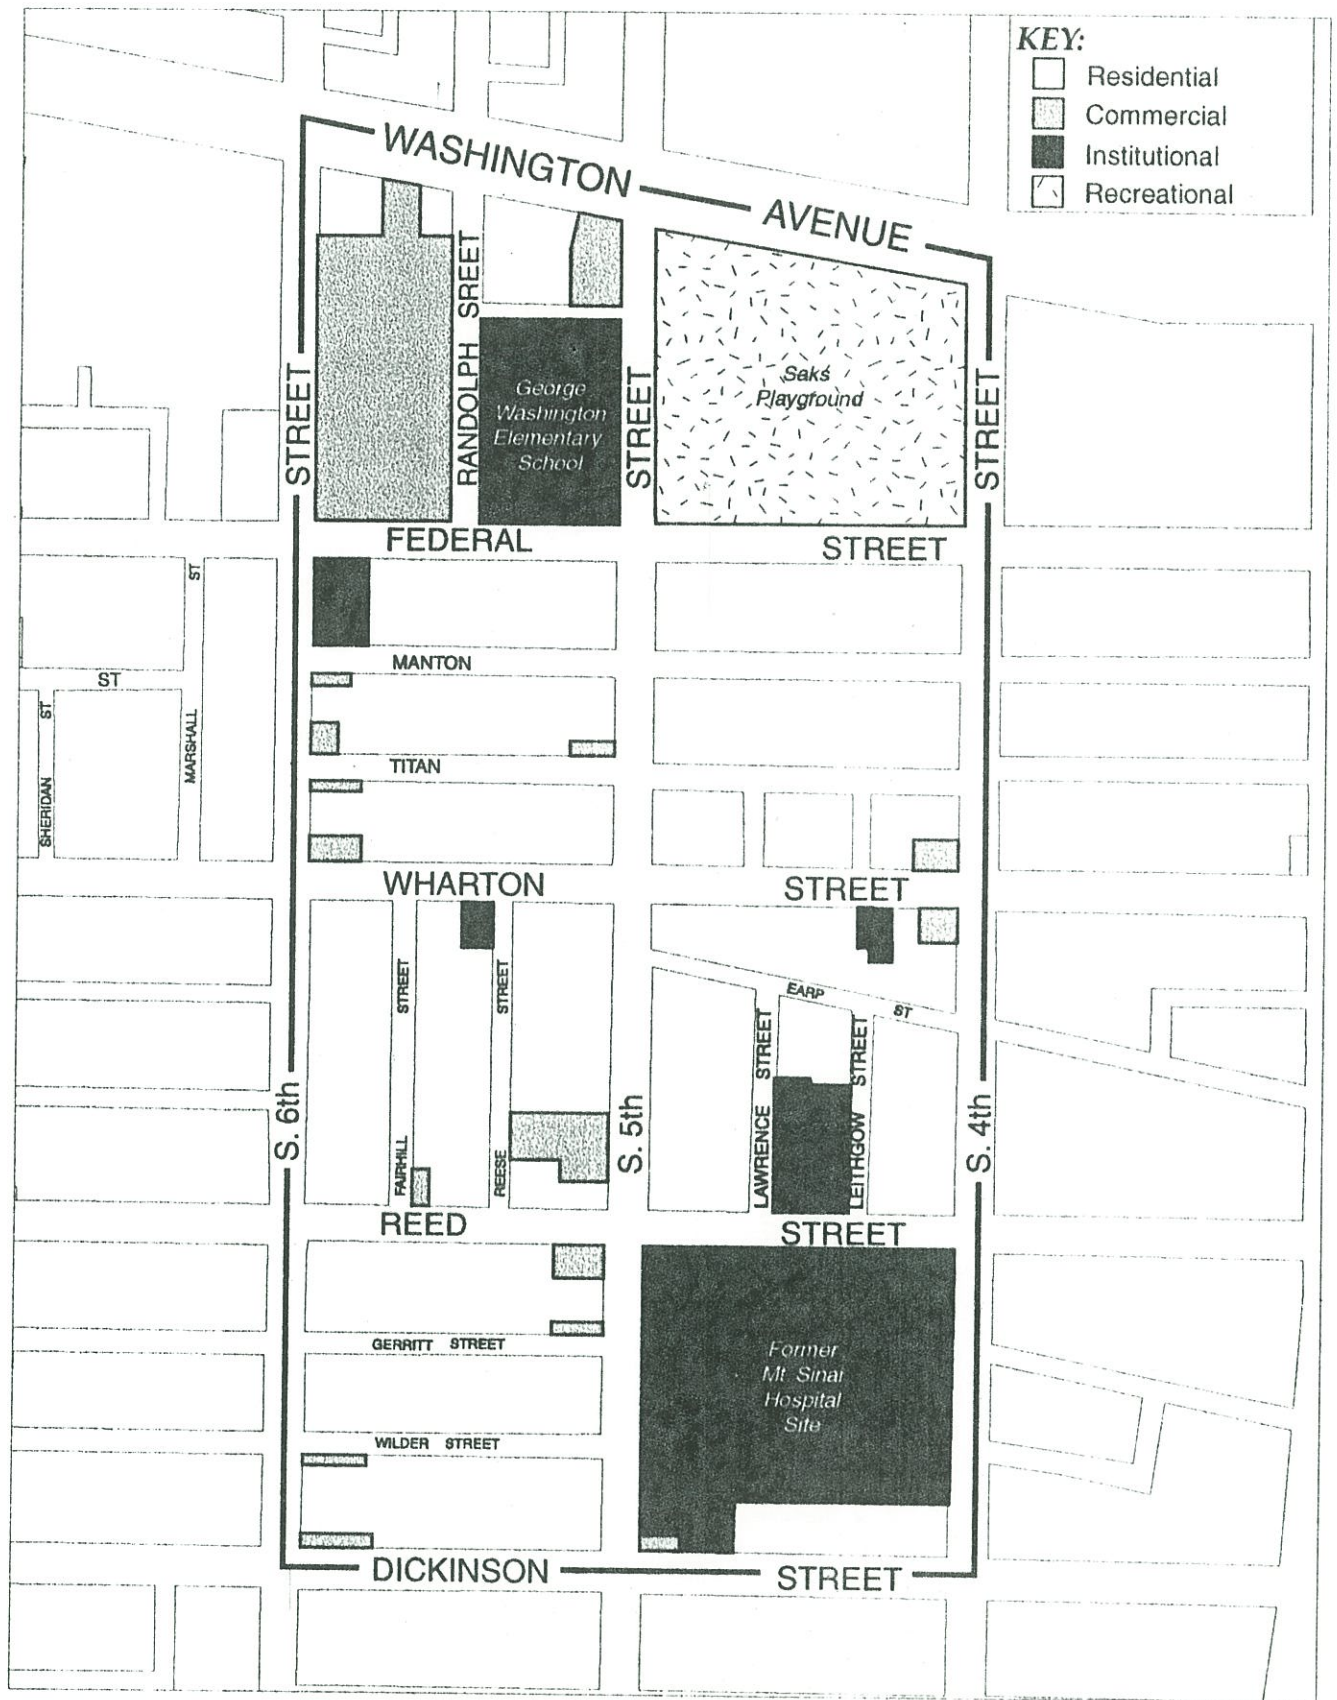 KEY:
Residential
Commercial
Institutional
Recreational
WASHINGTON AVENUE
RANDOLPH SREET
George
Washington
Elementary
School
Saks
Playground
STREET
STREET
STREET
FEDERAL STREET
ST
MANTON
ST
SHERIDAN ST
MARSHALL
TITAN
WHARTON STREET
EARP ST
FAIRHILL STREET
REESE STREET
LAWRENCE STREET
LEITHGOW STREET
S. 6th
S. 5th
S. 4th
REED STREET
GERRITT STREET
Former
Mt. Sinai
Hospital
Site
WILDER STREET
DICKINSON STREET